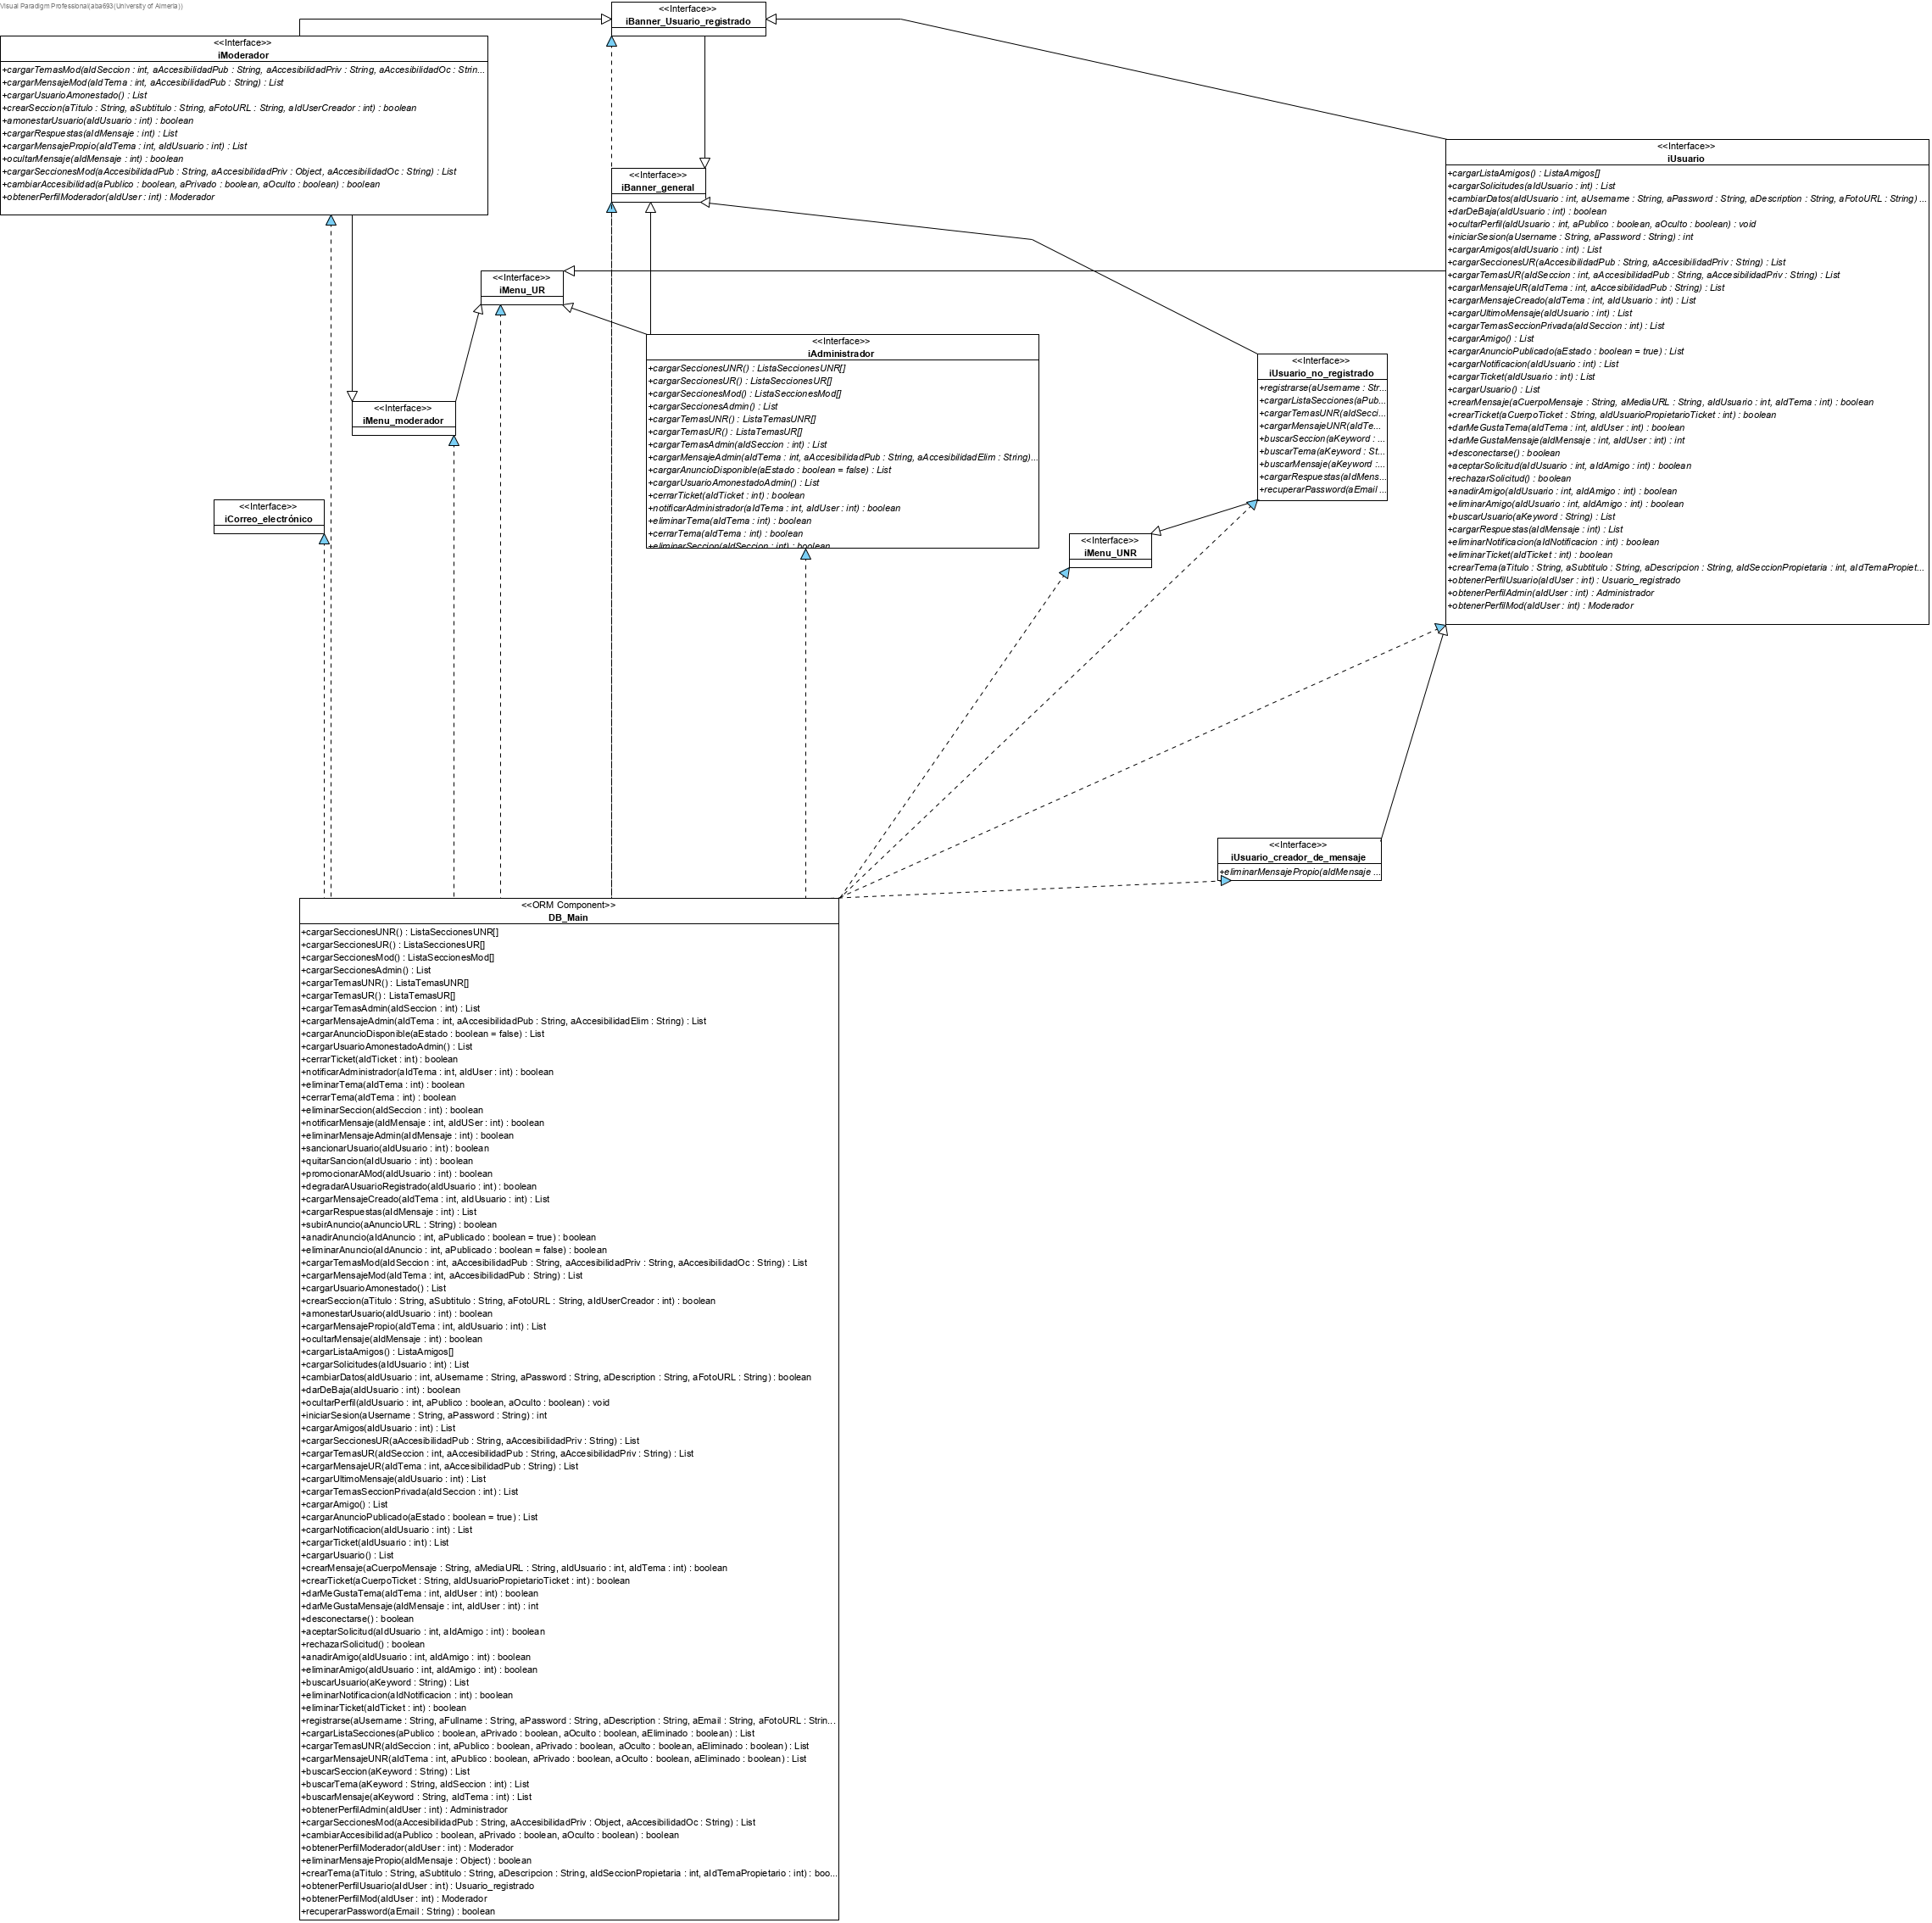 Visual Paradigm Professional(aba693(University of Almeria))
<<Interface>>
iBanner_Usuario_registrado
<<Interface>>
iModerador
+cargarTemasMod(aIdSeccion : int, aAccesibilidadPub : String, aAccesibilidadPriv : String, aAccesibilidadOc : Strin...
+cargarMensajeMod(aIdTema : int, aAccesibilidadPub : String) : List
+cargarUsuarioAmonestado() : List
+crearSeccion(aTitulo : String, aSubtitulo : String, aFotoURL : String, aIdUserCreador : int) : boolean
+amonestarUsuario(aIdUsuario : int) : boolean
+cargarRespuestas(aIdMensaje : int) : List
+cargarMensajePropio(aIdTema : int, aIdUsuario : int) : List
+ocultarMensaje(aIdMensaje : int) : boolean
+cargarSeccionesMod(aAccesibilidadPub : String, aAccesibilidadPriv : Object, aAccesibilidadOc : String) : List
+cambiarAccesibilidad(aPublico : boolean, aPrivado : boolean, aOculto : boolean) : boolean
+obtenerPerfilModerador(aIdUser : int) : Moderador
<<Interface>>
iUsuario
+cargarListaAmigos() : ListaAmigos[]
+cargarSolicitudes(aIdUsuario : int) : List
+cambiarDatos(aIdUsuario : int, aUsername : String, aPassword : String, aDescription : String, aFotoURL : String) ...
+darDeBaja(aIdUsuario : int) : boolean
+ocultarPerfil(aIdUsuario : int, aPublico : boolean, aOculto : boolean) : void
+iniciarSesion(aUsername : String, aPassword : String) : int
+cargarAmigos(aIdUsuario : int) : List
+cargarSeccionesUR(aAccesibilidadPub : String, aAccesibilidadPriv : String) : List
+cargarTemasUR(aIdSeccion : int, aAccesibilidadPub : String, aAccesibilidadPriv : String) : List
+cargarMensajeUR(aIdTema : int, aAccesibilidadPub : String) : List
+cargarMensajeCreado(aIdTema : int, aIdUsuario : int) : List
+cargarUltimoMensaje(aIdUsuario : int) : List
+cargarTemasSeccionPrivada(aIdSeccion : int) : List
+cargarAmigo() : List
+cargarAnuncioPublicado(aEstado : boolean = true) : List
+cargarNotificacion(aIdUsuario : int) : List
+cargarTicket(aIdUsuario : int) : List
+cargarUsuario() : List
+crearMensaje(aCuerpoMensaje : String, aMediaURL : String, aIdUsuario : int, aIdTema : int) : boolean
+crearTicket(aCuerpoTicket : String, aIdUsuarioPropietarioTicket : int) : boolean
+darMeGustaTema(aIdTema : int, aIdUser : int) : boolean
+darMeGustaMensaje(aIdMensaje : int, aIdUser : int) : int
+desconectarse() : boolean
+aceptarSolicitud(aIdUsuario : int, aIdAmigo : int) : boolean
+rechazarSolicitud() : boolean
+anadirAmigo(aIdUsuario : int, aIdAmigo : int) : boolean
+eliminarAmigo(aIdUsuario : int, aIdAmigo : int) : boolean
+buscarUsuario(aKeyword : String) : List
+cargarRespuestas(aIdMensaje : int) : List
+eliminarNotificacion(aIdNotificacion : int) : boolean
+eliminarTicket(aIdTicket : int) : boolean
+crearTema(aTitulo : String, aSubtitulo : String, aDescripcion : String, aIdSeccionPropietaria : int, aIdTemaPropiet...
+obtenerPerfilUsuario(aIdUser : int) : Usuario_registrado
+obtenerPerfilAdmin(aIdUser : int) : Administrador
+obtenerPerfilMod(aIdUser : int) : Moderador
<<Interface>>
iBanner_general
<<Interface>>
iMenu_UR
<<Interface>>
iAdministrador
+cargarSeccionesUNR() : ListaSeccionesUNR[]
+cargarSeccionesUR() : ListaSeccionesUR[]
+cargarSeccionesMod() : ListaSeccionesMod[]
+cargarSeccionesAdmin() : List
+cargarTemasUNR() : ListaTemasUNR[]
+cargarTemasUR() : ListaTemasUR[]
+cargarTemasAdmin(aIdSeccion : int) : List
+cargarMensajeAdmin(aIdTema : int, aAccesibilidadPub : String, aAccesibilidadElim : String)...
+cargarAnuncioDisponible(aEstado : boolean = false) : List
+cargarUsuarioAmonestadoAdmin() : List
+cerrarTicket(aIdTicket : int) : boolean
+notificarAdministrador(aIdTema : int, aIdUser : int) : boolean
+eliminarTema(aIdTema : int) : boolean
+cerrarTema(aIdTema : int) : boolean
+eliminarSeccion(aIdSeccion : int) : boolean
<<Interface>>
iUsuario_no_registrado
+registrarse(aUsername : Str...
+cargarListaSecciones(aPub...
+cargarTemasUNR(aIdSecci...
+cargarMensajeUNR(aIdTe...
+buscarSeccion(aKeyword : ...
+buscarTema(aKeyword : St...
+buscarMensaje(aKeyword :...
+cargarRespuestas(aIdMens...
+recuperarPassword(aEmail ...
<<Interface>>
iMenu_moderador
<<Interface>>
iCorreo_electrónico
<<Interface>>
iMenu_UNR
<<Interface>>
iUsuario_creador_de_mensaje
+eliminarMensajePropio(aIdMensaje ...
<<ORM Component>>
DB_Main
+cargarSeccionesUNR() : ListaSeccionesUNR[]
+cargarSeccionesUR() : ListaSeccionesUR[]
+cargarSeccionesMod() : ListaSeccionesMod[]
+cargarSeccionesAdmin() : List
+cargarTemasUNR() : ListaTemasUNR[]
+cargarTemasUR() : ListaTemasUR[]
+cargarTemasAdmin(aIdSeccion : int) : List
+cargarMensajeAdmin(aIdTema : int, aAccesibilidadPub : String, aAccesibilidadElim : String) : List
+cargarAnuncioDisponible(aEstado : boolean = false) : List
+cargarUsuarioAmonestadoAdmin() : List
+cerrarTicket(aIdTicket : int) : boolean
+notificarAdministrador(aIdTema : int, aIdUser : int) : boolean
+eliminarTema(aIdTema : int) : boolean
+cerrarTema(aIdTema : int) : boolean
+eliminarSeccion(aIdSeccion : int) : boolean
+notificarMensaje(aIdMensaje : int, aIdUSer : int) : boolean
+eliminarMensajeAdmin(aIdMensaje : int) : boolean
+sancionarUsuario(aIdUsuario : int) : boolean
+quitarSancion(aIdUsuario : int) : boolean
+promocionarAMod(aIdUsuario : int) : boolean
+degradarAUsuarioRegistrado(aIdUsuario : int) : boolean
+cargarMensajeCreado(aIdTema : int, aIdUsuario : int) : List
+cargarRespuestas(aIdMensaje : int) : List
+subirAnuncio(aAnuncioURL : String) : boolean
+anadirAnuncio(aIdAnuncio : int, aPublicado : boolean = true) : boolean
+eliminarAnuncio(aIdAnuncio : int, aPublicado : boolean = false) : boolean
+cargarTemasMod(aIdSeccion : int, aAccesibilidadPub : String, aAccesibilidadPriv : String, aAccesibilidadOc : String) : List
+cargarMensajeMod(aIdTema : int, aAccesibilidadPub : String) : List
+cargarUsuarioAmonestado() : List
+crearSeccion(aTitulo : String, aSubtitulo : String, aFotoURL : String, aIdUserCreador : int) : boolean
+amonestarUsuario(aIdUsuario : int) : boolean
+cargarMensajePropio(aIdTema : int, aIdUsuario : int) : List
+ocultarMensaje(aIdMensaje : int) : boolean
+cargarListaAmigos() : ListaAmigos[]
+cargarSolicitudes(aIdUsuario : int) : List
+cambiarDatos(aIdUsuario : int, aUsername : String, aPassword : String, aDescription : String, aFotoURL : String) : boolean
+darDeBaja(aIdUsuario : int) : boolean
+ocultarPerfil(aIdUsuario : int, aPublico : boolean, aOculto : boolean) : void
+iniciarSesion(aUsername : String, aPassword : String) : int
+cargarAmigos(aIdUsuario : int) : List
+cargarSeccionesUR(aAccesibilidadPub : String, aAccesibilidadPriv : String) : List
+cargarTemasUR(aIdSeccion : int, aAccesibilidadPub : String, aAccesibilidadPriv : String) : List
+cargarMensajeUR(aIdTema : int, aAccesibilidadPub : String) : List
+cargarUltimoMensaje(aIdUsuario : int) : List
+cargarTemasSeccionPrivada(aIdSeccion : int) : List
+cargarAmigo() : List
+cargarAnuncioPublicado(aEstado : boolean = true) : List
+cargarNotificacion(aIdUsuario : int) : List
+cargarTicket(aIdUsuario : int) : List
+cargarUsuario() : List
+crearMensaje(aCuerpoMensaje : String, aMediaURL : String, aIdUsuario : int, aIdTema : int) : boolean
+crearTicket(aCuerpoTicket : String, aIdUsuarioPropietarioTicket : int) : boolean
+darMeGustaTema(aIdTema : int, aIdUser : int) : boolean
+darMeGustaMensaje(aIdMensaje : int, aIdUser : int) : int
+desconectarse() : boolean
+aceptarSolicitud(aIdUsuario : int, aIdAmigo : int) : boolean
+rechazarSolicitud() : boolean
+anadirAmigo(aIdUsuario : int, aIdAmigo : int) : boolean
+eliminarAmigo(aIdUsuario : int, aIdAmigo : int) : boolean
+buscarUsuario(aKeyword : String) : List
+eliminarNotificacion(aIdNotificacion : int) : boolean
+eliminarTicket(aIdTicket : int) : boolean
+registrarse(aUsername : String, aFullname : String, aPassword : String, aDescription : String, aEmail : String, aFotoURL : Strin...
+cargarListaSecciones(aPublico : boolean, aPrivado : boolean, aOculto : boolean, aEliminado : boolean) : List
+cargarTemasUNR(aIdSeccion : int, aPublico : boolean, aPrivado : boolean, aOculto : boolean, aEliminado : boolean) : List
+cargarMensajeUNR(aIdTema : int, aPublico : boolean, aPrivado : boolean, aOculto : boolean, aEliminado : boolean) : List
+buscarSeccion(aKeyword : String) : List
+buscarTema(aKeyword : String, aIdSeccion : int) : List
+buscarMensaje(aKeyword : String, aIdTema : int) : List
+obtenerPerfilAdmin(aIdUser : int) : Administrador
+cargarSeccionesMod(aAccesibilidadPub : String, aAccesibilidadPriv : Object, aAccesibilidadOc : String) : List
+cambiarAccesibilidad(aPublico : boolean, aPrivado : boolean, aOculto : boolean) : boolean
+obtenerPerfilModerador(aIdUser : int) : Moderador
+eliminarMensajePropio(aIdMensaje : Object) : boolean
+crearTema(aTitulo : String, aSubtitulo : String, aDescripcion : String, aIdSeccionPropietaria : int, aIdTemaPropietario : int) : boo...
+obtenerPerfilUsuario(aIdUser : int) : Usuario_registrado
+obtenerPerfilMod(aIdUser : int) : Moderador
+recuperarPassword(aEmail : String) : boolean